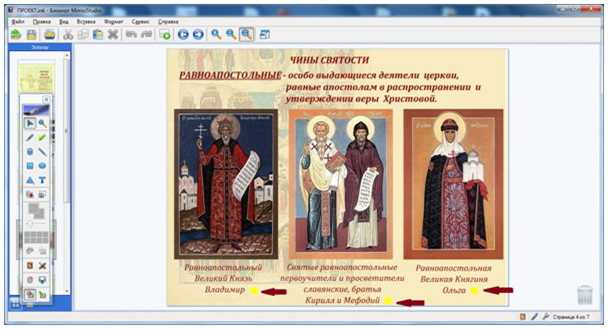 ПРОЕКТ.mii - Блокнот MimioStudio
Файл Правка Вид Вставка Формат Сервис Справка
Эскизы
ЧИНЫ СВЯТОСТИ
РАВНОАПОСТОЛЬНЫЕ - особо выдающиеся деятели церкви,
равные апостолам в распространении и
утверждении веры Христовой.
Равноапостольный
Великий Князь
Владимир
Святые равноапостольные
первоучители и просветители
славянские, братья
Кирилл и Мефодий
Равноапостольная
Великая Княгиня
Ольга
Страница 4 из 7